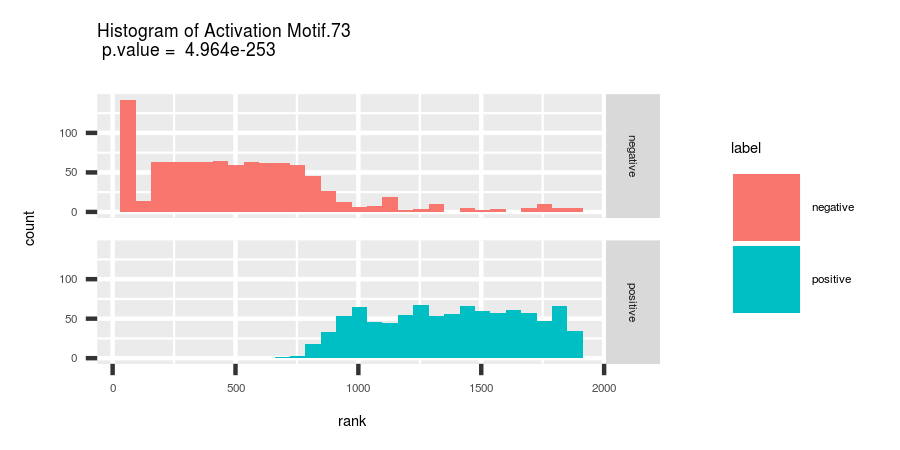 Histogram of Activation Motif.73
p.value = 4.964e-253
count
100
50
0
negative
100
50
0
positive
0 500 1000 1500 2000
rank
label
negative
positive